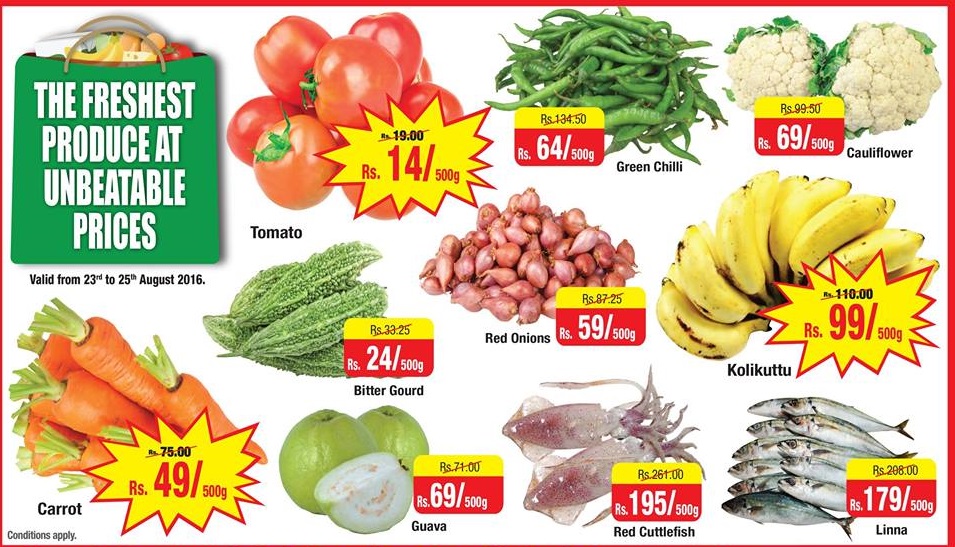 THE FRESHEST
PRODUCE AT
UNBEATABLE
PRICES
Valid from 23rd to 25th August 2016.
Rs. 19.00
Rs. 14/500g
Tomato
Rs.134.50
Rs. 64/500g
Green Chilli
Rs.99.50
Rs. 69/500g
Cauliflower
Rs.33.25
Rs. 24/500g
Bitter Gourd
Rs.87.25
Rs. 59/500g
Red Onions
Rs. 110.00
Rs. 99/500g
Kolikuttu
Rs. 75.00
Rs. 49/500g
Carrot
Rs.71.00
Rs.69/500g
Guava
Rs.261.00
Rs.195/500g
Red Cuttlefish
Rs.298.00
Rs.179/500g
Linna
Conditions apply.